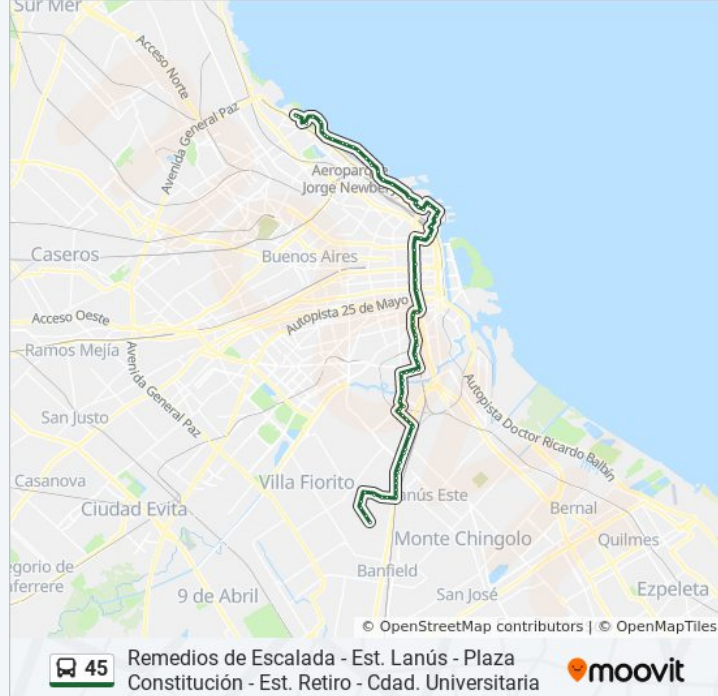 Sur Mer
Acceso Norte
Avenida General Paz
Aeroparque
Jorge Newbery
Caseros
Buenos Aires
Acceso Oeste
Autopista 25 de Mayo
Ramos Mejía
Avenida General Paz
San Justo
Autopista Doctor Ricardo Balbín
Casanova
Villa Fiorito
anús Este
Ciudad Evita
Bernal
Monte Chingolo
Quilmes
egorio de
aferrere
Banfield
9 de Abril
San José
Ezpeleta
© OpenStreetMap contributors | © OpenMapTiles
45
Remedios de Escalada - Est. Lanús - Plaza
Constitución - Est. Retiro - Cdad. Universitaria
moovit